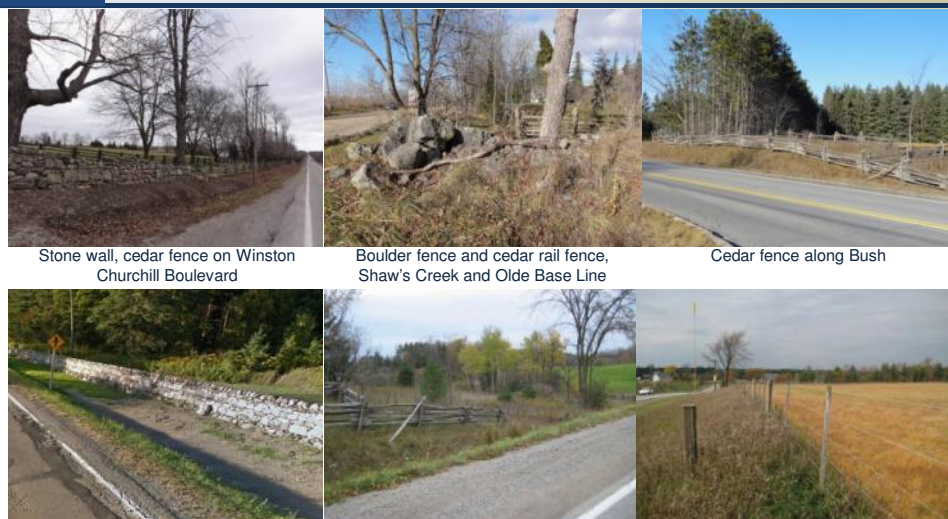 Stone wall, cedar fence on Winston
Churchill Boulevard
Boulder fence and cedar rail fence,
Shaw's Creek and Olde Base Line
Cedar fence along Bush